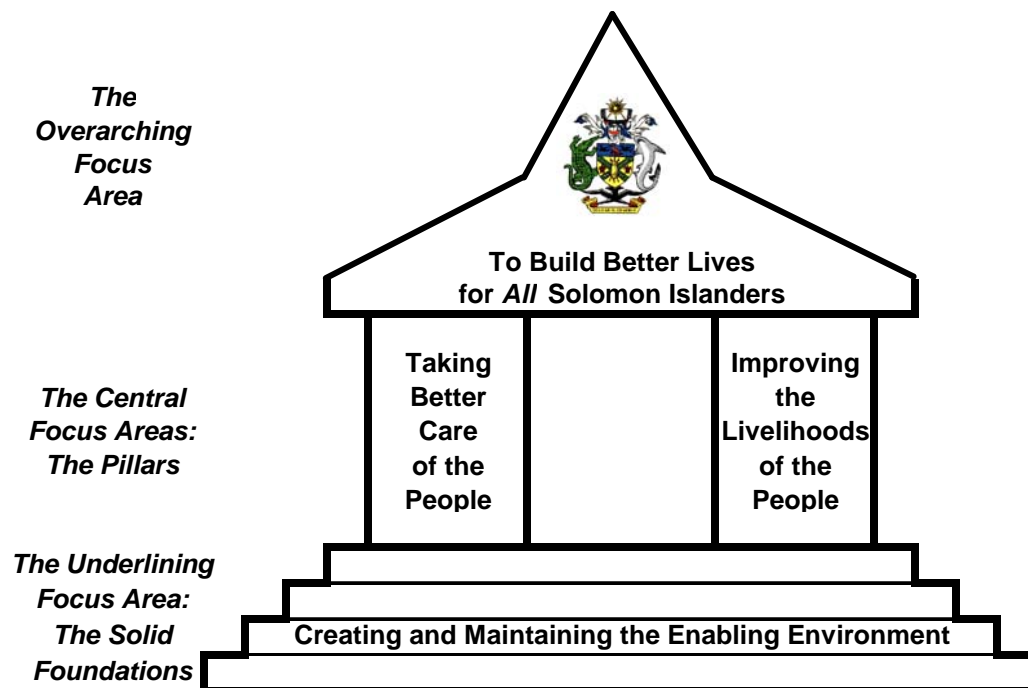 The
Overarching
Focus
Area
To Build Better Lives
for All Solomon Islanders
The Central
Focus Areas:
The Pillars
Taking
Better
Care
of the
People
Improving
the
Livelihoods
of the
People
The Underlining
Focus Area:
The Solid
Foundations
Creating and Maintaining the Enabling Environment